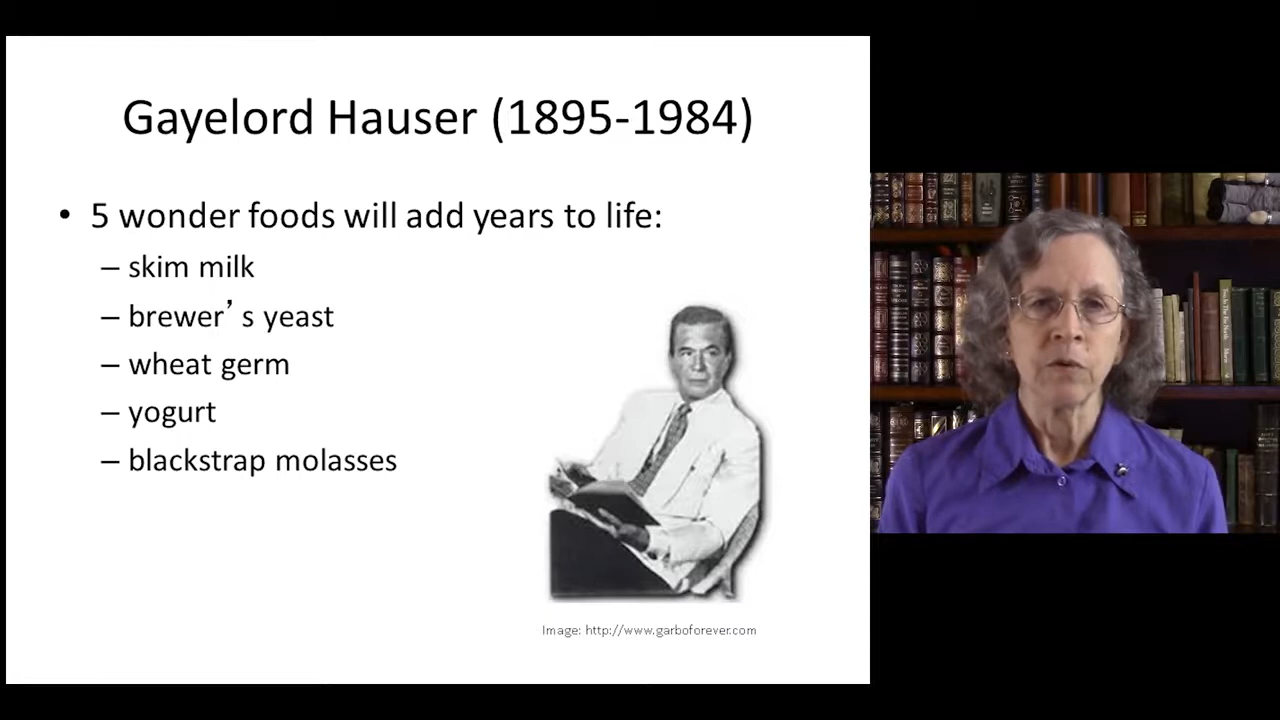 Gayelord Hauser (1895-1984)
• 5 wonder foods will add years to life:
– skim milk
– brewer’ s yeast
– wheat germ
– yogurt
– blackstrap molasses
Image: http://www.garboforever.com